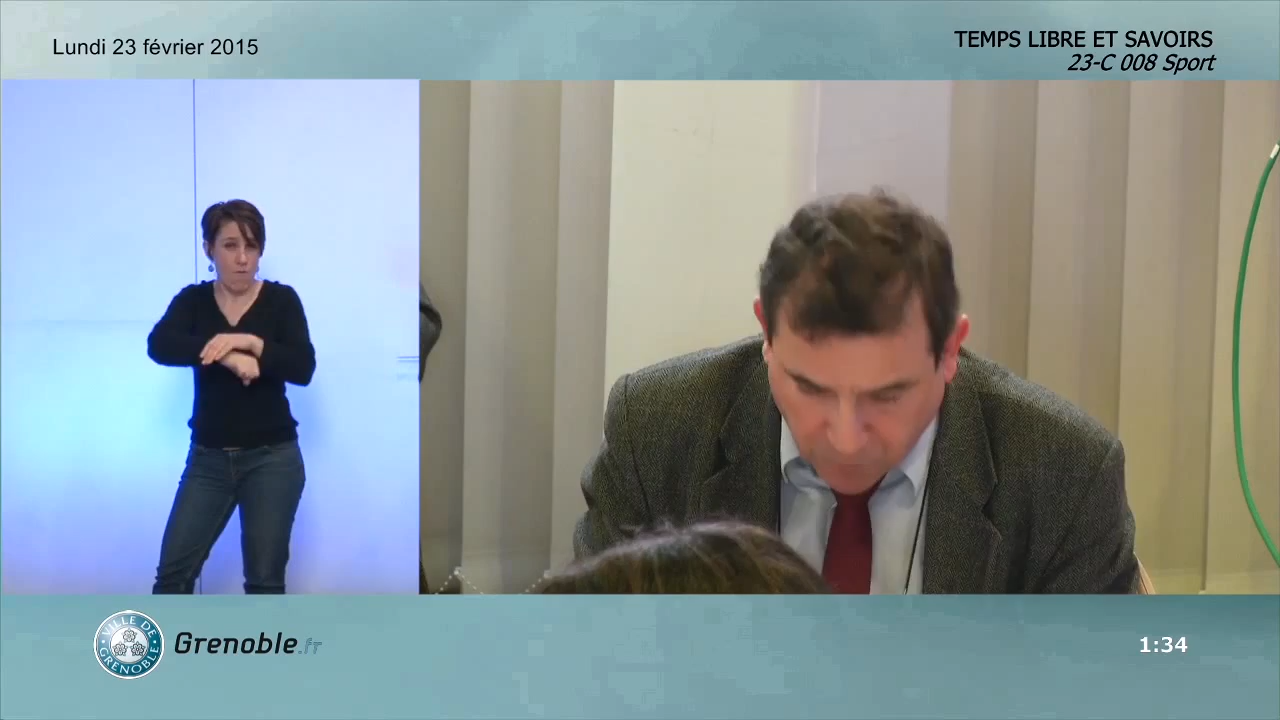 Lundi 23 février 2015
TEMPS LIBRE ET SAVOIRS
23-C 008 Sport
VILLE DE GRENOBLE
Grenoble.fr
1:34